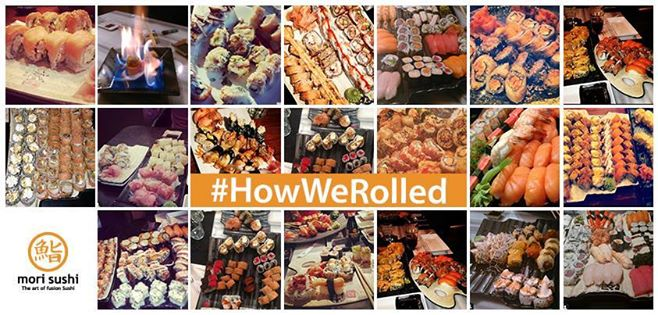 #HowWeRolled
鮨
mori sushi
The art of fusion Sushi